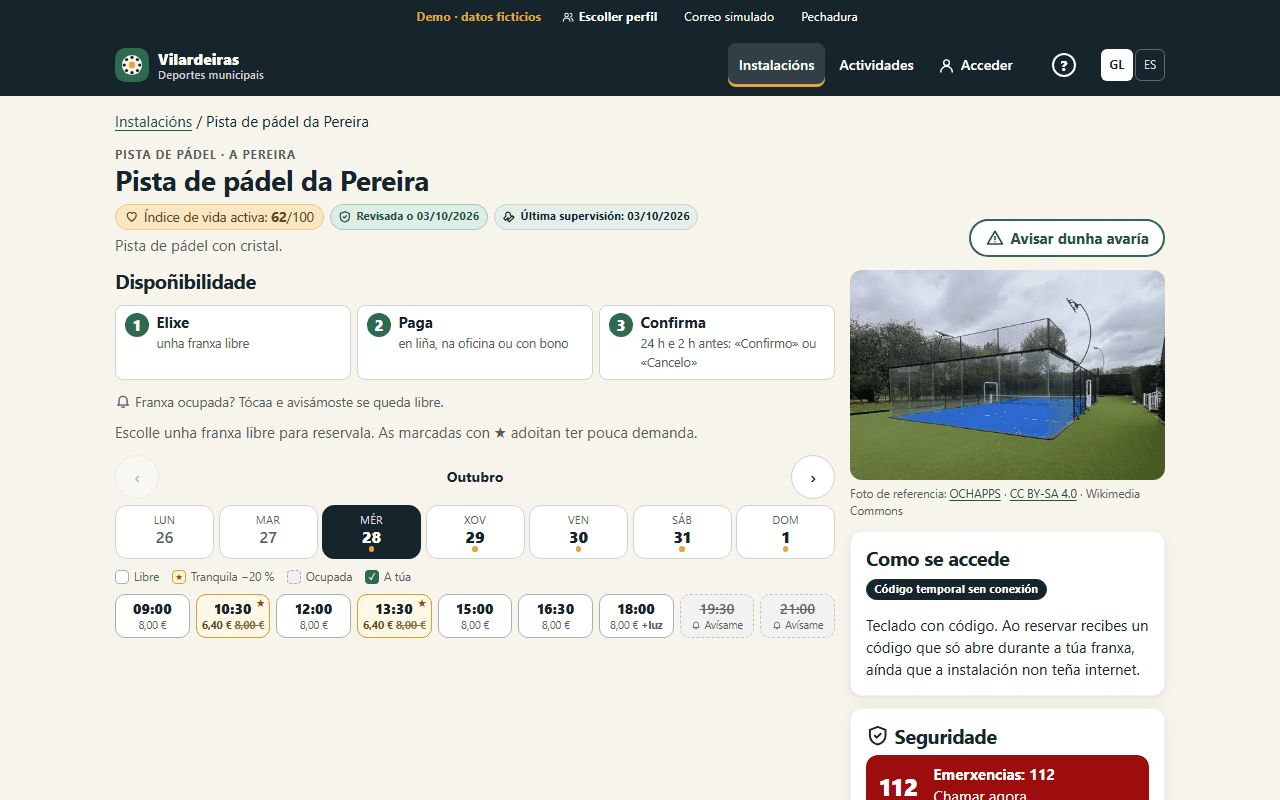 Demo · datos ficticios
Escoller perfil
Correo simulado
Pechadura
Vilardeiras
Deportes municipais
Instalacións
Actividades
Acceder
?
GL
ES
Instalacións / Pista de pádel da Pereira
PISTA DE PÁDEL · A PEREIRA
Pista de pádel da Pereira
Índice de vida activa: 62/100
Revisada o 03/10/2026
Última supervisión: 03/10/2026
Pista de pádel con cristal.
Avisar dunha avaría
Dispoñibilidade
1 Elixe
unha franxa libre
2 Paga
en liña, na oficina ou con bono
3 Confirma
24 h e 2 h antes: «Confirmo» ou
«Cancelo»
Franxa ocupada? Tócaa e avisámoste se queda libre.
Escolle unha franxa libre para reservala. As marcadas con ★ adoitan ter pouca demanda.
‹
Outubro
›
LUN
26
MAR
27
MÉR
28
XOV
29
VEN
30
SÁB
31
DOM
1
Libre
★ Tranquila −20 %
Ocupada
✓ A túa
09:00
8,00 €
10:30 ★
6,40 € 8,00 €
12:00
8,00 €
13:30 ★
6,40 € 8,00 €
15:00
8,00 €
16:30
8,00 €
18:00
8,00 € +luz
19:30
Avísame
21:00
Avísame
Foto de referencia: OCHAPPS · CC BY-SA 4.0 · Wikimedia
Commons
Como se accede
Código temporal sen conexión
Teclado con código. Ao reservar recibes un
código que só abre durante a túa franxa,
aínda que a instalación non teña internet.
Seguridade
112
Emerxencias: 112
Chamar agora